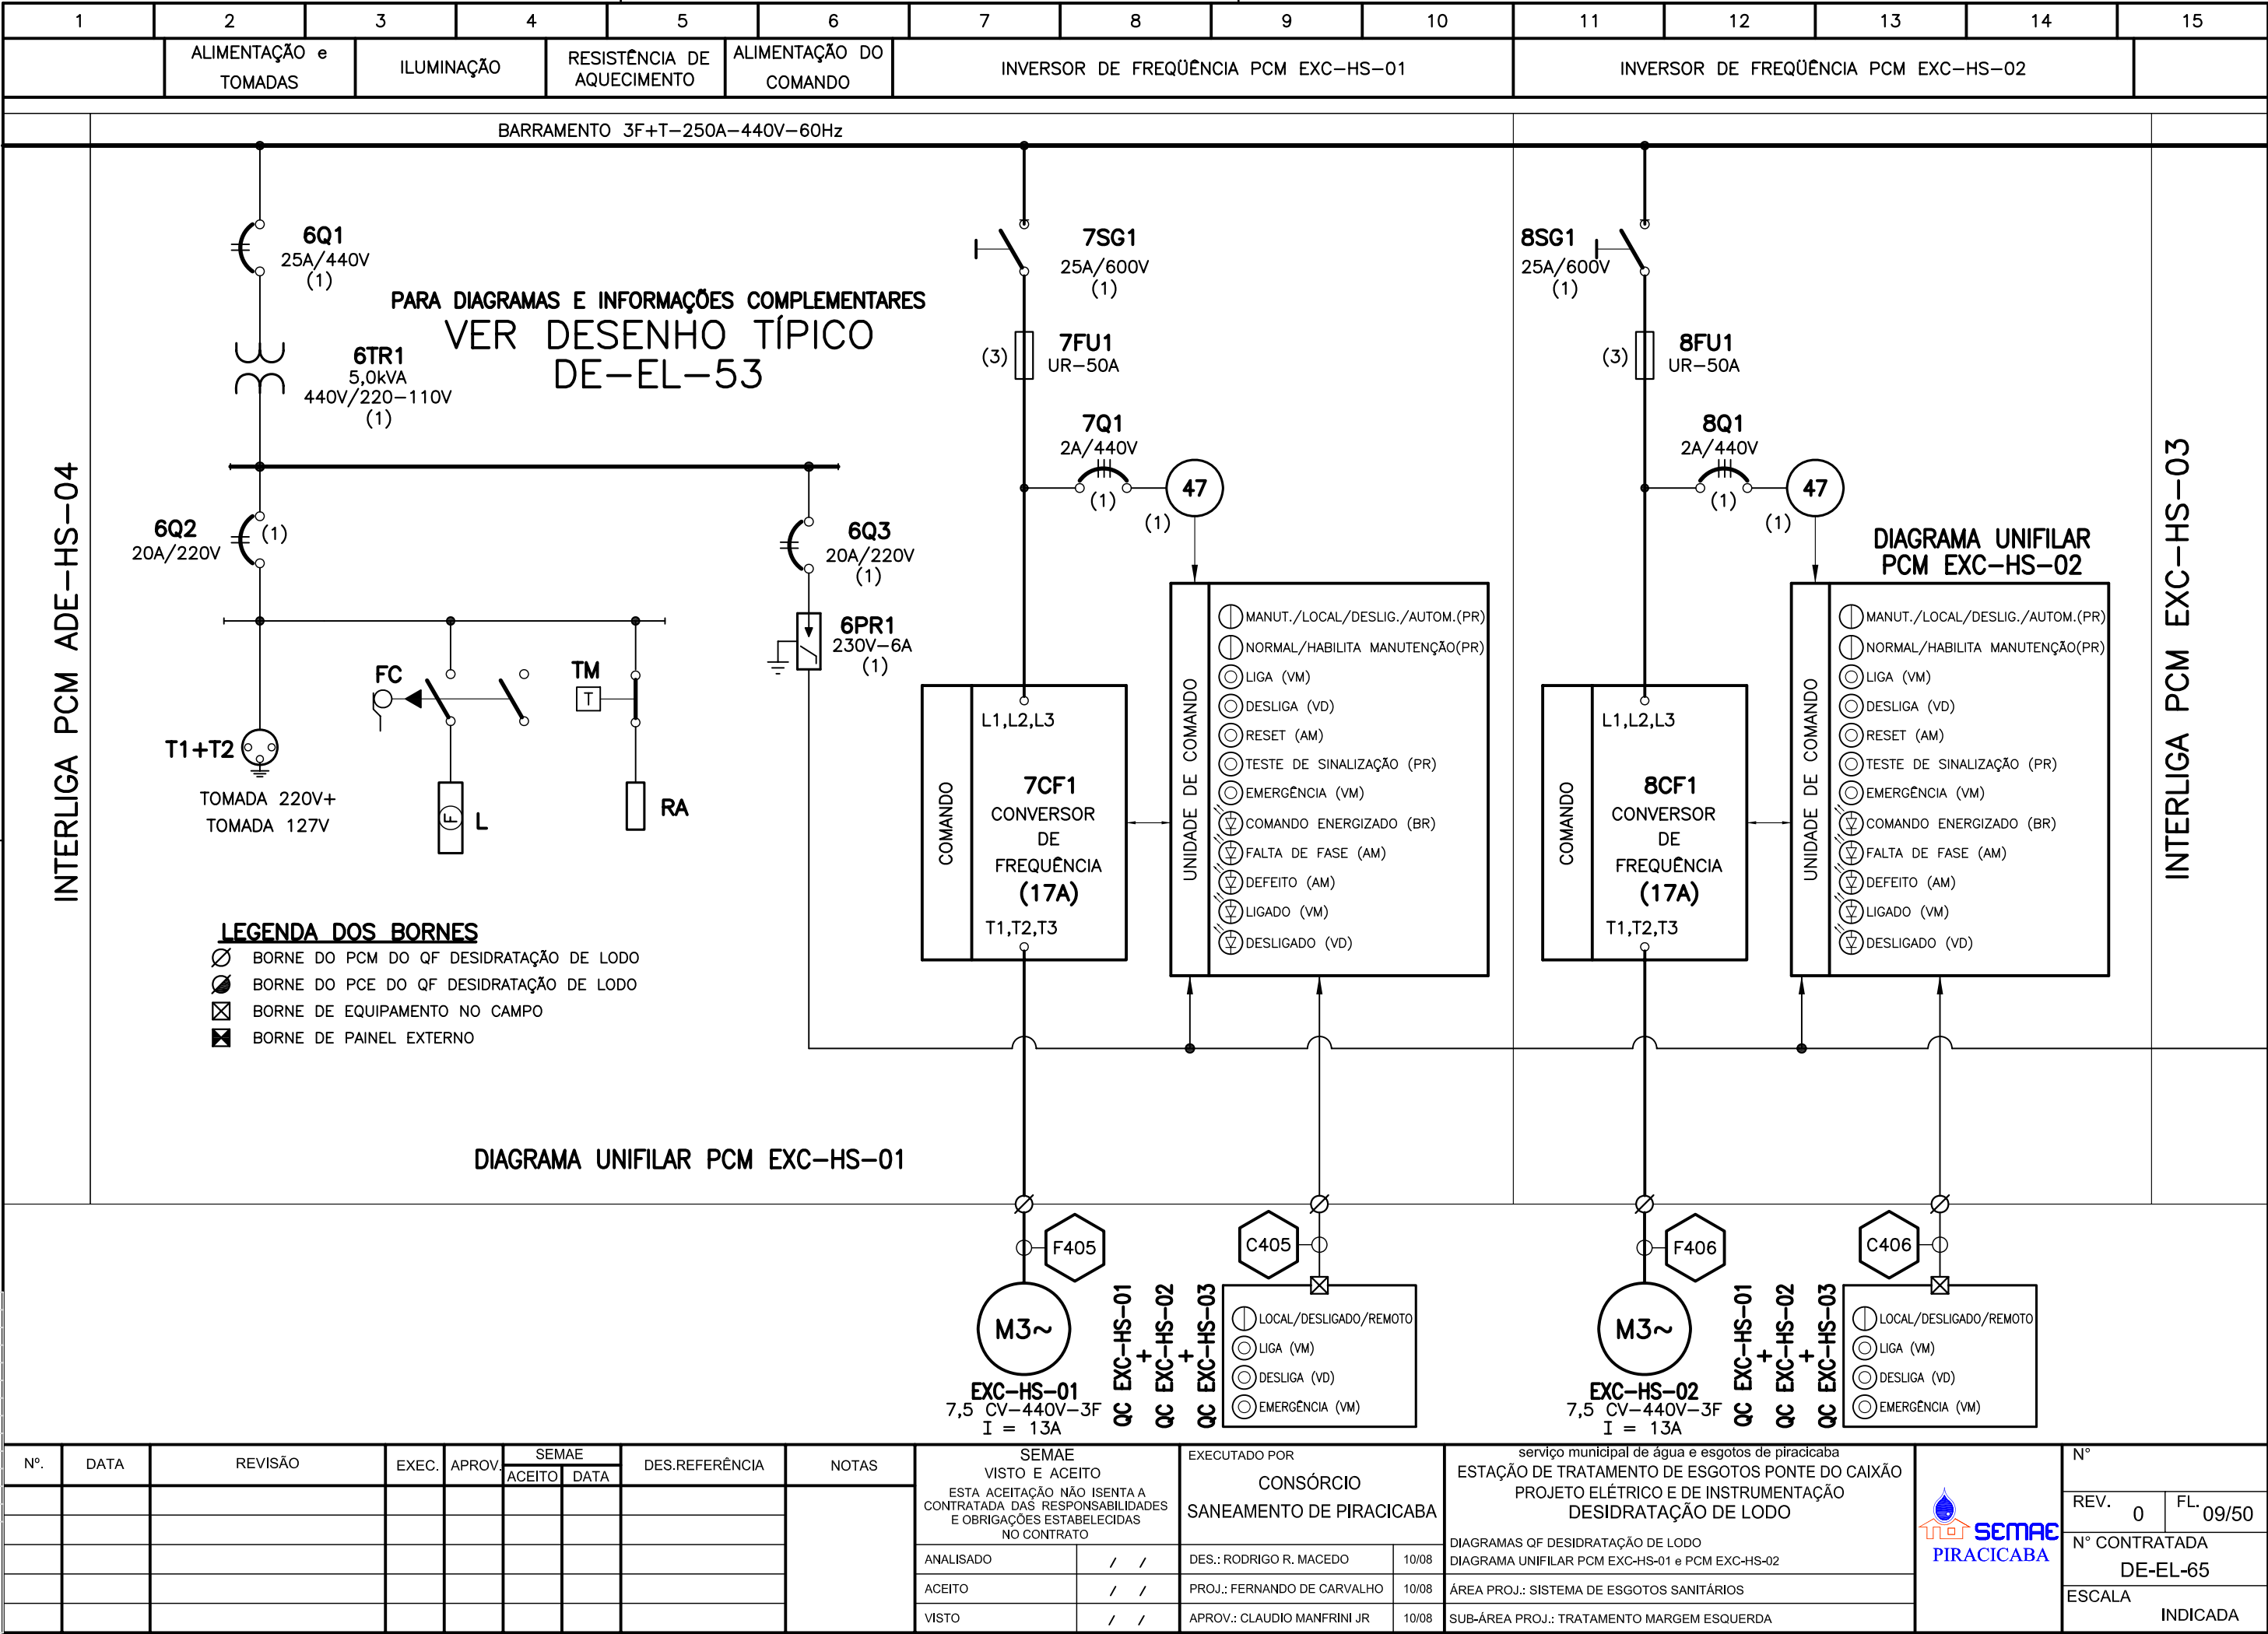 1 2 3 4 5 6 7 8 9 10 11 12 13 14 15
ALIMENTAÇÃO e
TOMADAS
ILUMINAÇÃO
RESISTÊNCIA DE
AQUECIMENTO
ALIMENTAÇÃO DO
COMANDO
INVERSOR DE FREQÜÊNCIA PCM EXC-HS-01
INVERSOR DE FREQÜÊNCIA PCM EXC-HS-02
BARRAMENTO 3F+T-250A-440V-60Hz
INTERLIGA PCM ADE-HS-04
6Q1
25A/440V
(1)
PARA DIAGRAMAS E INFORMAÇÕES COMPLEMENTARES
VER DESENHO TÍPICO
DE-EL-53
6TR1
5,0kVA
440V/220-110V
(1)
6Q2
20A/220V
(1)
6Q3
20A/220V
(1)
6PR1
230V-6A
(1)
FC
TM
T
T1+T2
TOMADA 220V+
TOMADA 127V
F
L
RA
LEGENDA DOS BORNES
BORNE DO PCM DO QF DESIDRATAÇÃO DE LODO
BORNE DO PCE DO QF DESIDRATAÇÃO DE LODO
BORNE DE EQUIPAMENTO NO CAMPO
BORNE DE PAINEL EXTERNO
DIAGRAMA UNIFILAR PCM EXC-HS-01
7SG1
25A/600V
(1)
(3)
7FU1
UR-50A
7Q1
2A/440V
(1)
47
(1)
COMANDO
L1,L2,L3
7CF1
CONVERSOR
DE
FREQUÊNCIA
(17A)
T1,T2,T3
UNIDADE DE COMANDO
MANUT./LOCAL/DESLIG./AUTOM.(PR)
NORMAL/HABILITA MANUTENÇÃO(PR)
LIGA (VM)
DESLIGA (VD)
RESET (AM)
TESTE DE SINALIZAÇÃO (PR)
EMERGÊNCIA (VM)
COMANDO ENERGIZADO (BR)
FALTA DE FASE (AM)
DEFEITO (AM)
LIGADO (VM)
DESLIGADO (VD)
F405
C405
M3~
EXC-HS-01
7,5 CV-440V-3F
I = 13A
QC EXC-HS-01
+
QC EXC-HS-02
+
QC EXC-HS-03
LOCAL/DESLIGADO/REMOTO
LIGA (VM)
DESLIGA (VD)
EMERGÊNCIA (VM)
8SG1
25A/600V
(1)
(3)
8FU1
UR-50A
8Q1
2A/440V
(1)
47
(1)
DIAGRAMA UNIFILAR
PCM EXC-HS-02
COMANDO
L1,L2,L3
8CF1
CONVERSOR
DE
FREQUÊNCIA
(17A)
T1,T2,T3
UNIDADE DE COMANDO
MANUT./LOCAL/DESLIG./AUTOM.(PR)
NORMAL/HABILITA MANUTENÇÃO(PR)
LIGA (VM)
DESLIGA (VD)
RESET (AM)
TESTE DE SINALIZAÇÃO (PR)
EMERGÊNCIA (VM)
COMANDO ENERGIZADO (BR)
FALTA DE FASE (AM)
DEFEITO (AM)
LIGADO (VM)
DESLIGADO (VD)
F406
C406
M3~
EXC-HS-02
7,5 CV-440V-3F
I = 13A
QC EXC-HS-01
+
QC EXC-HS-02
+
QC EXC-HS-03
LOCAL/DESLIGADO/REMOTO
LIGA (VM)
DESLIGA (VD)
EMERGÊNCIA (VM)
INTERLIGA PCM EXC-HS-03
Nº. DATA REVISÃO EXEC. APROV. SEMAE ACEITO DATA DES.REFERÊNCIA NOTAS
SEMAE
VISTO E ACEITO
ESTA ACEITAÇÃO NÃO ISENTA A
CONTRATADA DAS RESPONSABILIDADES
E OBRIGAÇÕES ESTABELECIDAS
NO CONTRATO
ANALISADO / /
ACEITO / /
VISTO / /
EXECUTADO POR
CONSÓRCIO
SANEAMENTO DE PIRACICABA
DES.: RODRIGO R. MACEDO 10/08
PROJ.: FERNANDO DE CARVALHO 10/08
APROV.: CLAUDIO MANFRINI JR 10/08
serviço municipal de água e esgotos de piracicaba
ESTAÇÃO DE TRATAMENTO DE ESGOTOS PONTE DO CAIXÃO
PROJETO ELÉTRICO E DE INSTRUMENTAÇÃO
DESIDRATAÇÃO DE LODO
DIAGRAMAS QF DESIDRATAÇÃO DE LODO
DIAGRAMA UNIFILAR PCM EXC-HS-01 e PCM EXC-HS-02
ÁREA PROJ.: SISTEMA DE ESGOTOS SANITÁRIOS
SUB-ÁREA PROJ.: TRATAMENTO MARGEM ESQUERDA
SEMAE
PIRACICABA
N°
REV. 0 FL. 09/50
N° CONTRATADA
DE-EL-65
ESCALA
INDICADA